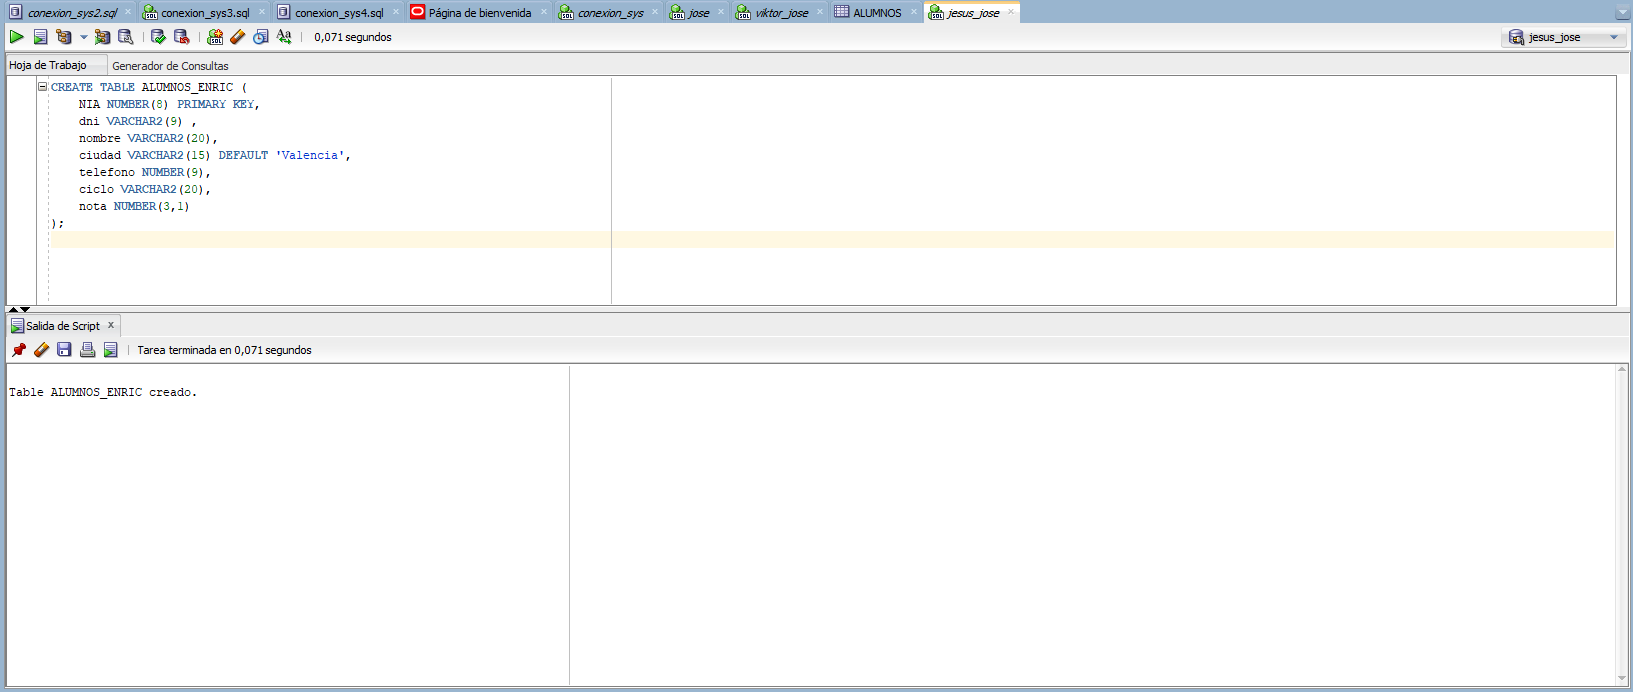 conexion_sys2.sql conexion_sys3.sql conexion_sys4.sql Página de bienvenida conexion_sys jose viktor_jose ALUMNOS jesus_jose
0,071 segundos jesus_jose
Hoja de Trabajo Generador de Consultas
CREATE TABLE ALUMNOS_ENRIC (
NIA NUMBER(8) PRIMARY KEY,
dni VARCHAR2(9) ,
nombre VARCHAR2(20),
ciudad VARCHAR2(15) DEFAULT 'Valencia',
telefono NUMBER(9),
ciclo VARCHAR2(20),
nota NUMBER(3,1)
);
Salida de Script x
Tarea terminada en 0,071 segundos
Table ALUMNOS_ENRIC creado.